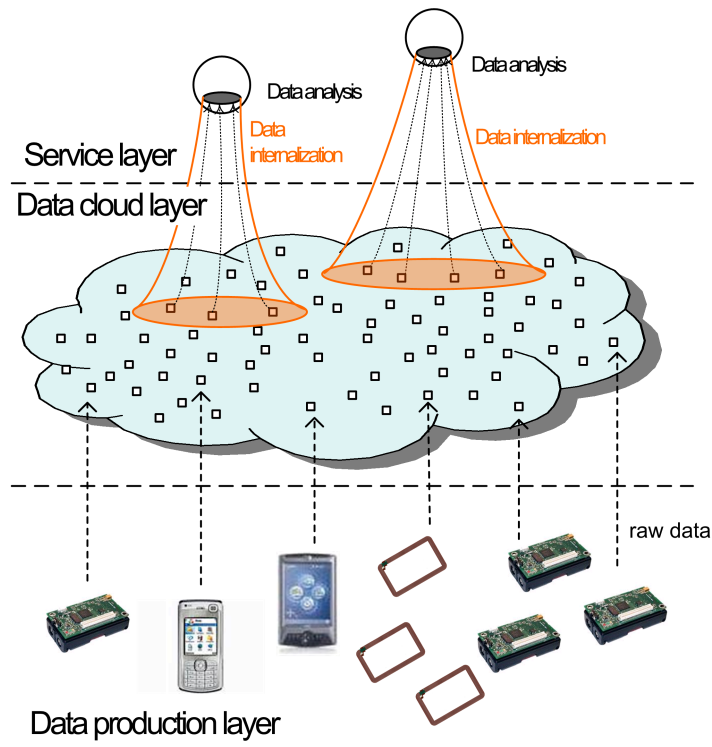 Data analysis
Data analysis
Data
internalization
Data internalization
Service layer
Data cloud layer
raw data
Data production layer